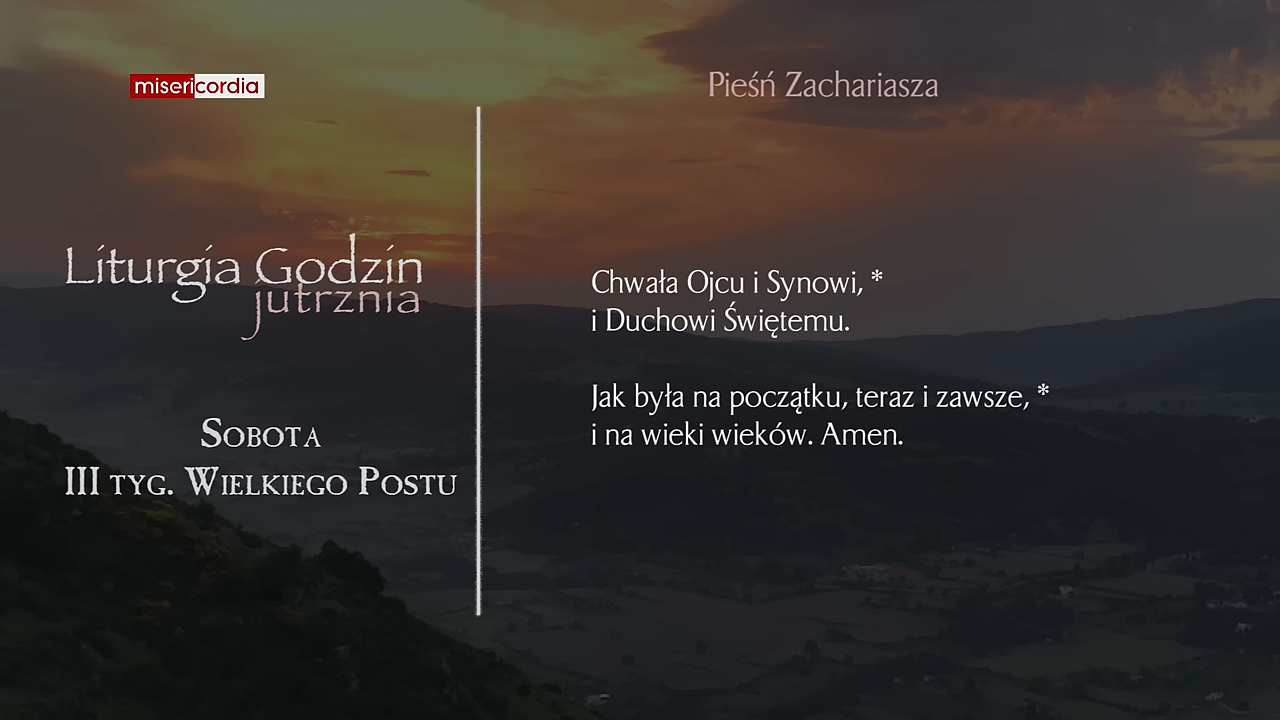 misericordia
Liturgia Godzin
jutrznia
Sobota
III tyg. Wielkiego Postu
Pieśń Zachariasza
Chwała Ojcu i Synowi, *
i Duchowi Świętemu.
Jak była na początku, teraz i zawsze, *
i na wieki wieków. Amen.